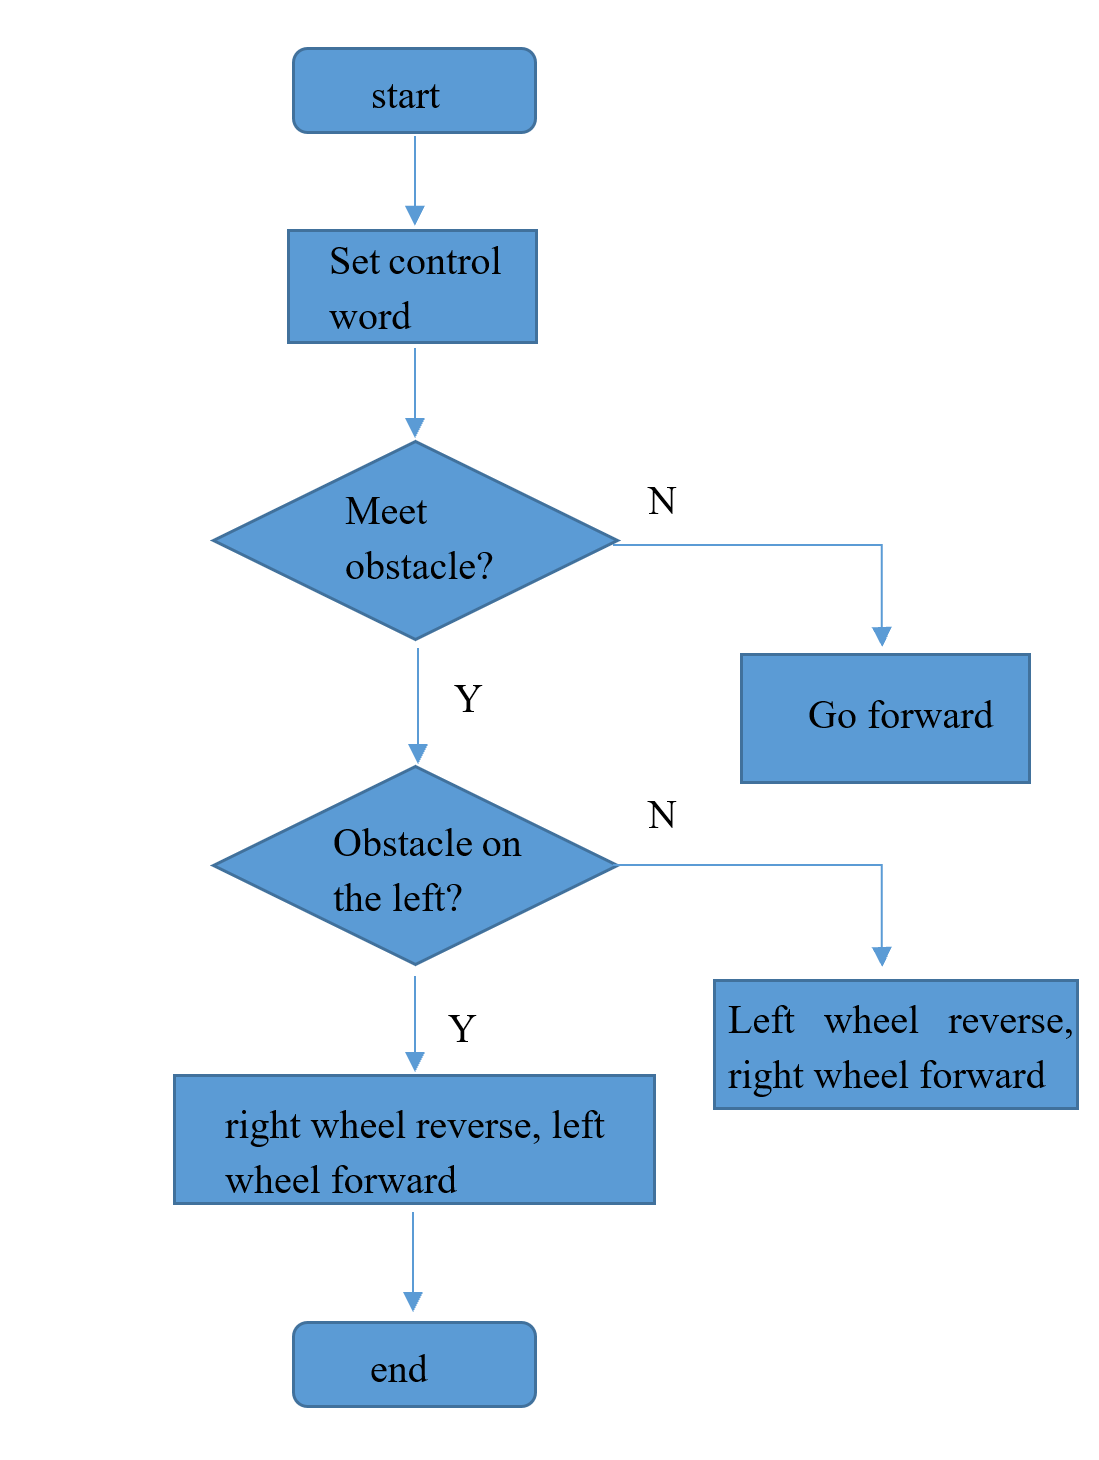 start
Set control
word
Meet
obstacle?
N
Go forward
Y
Obstacle on
the left?
N
Left wheel reverse,
right wheel forward
Y
right wheel reverse, left
wheel forward
end